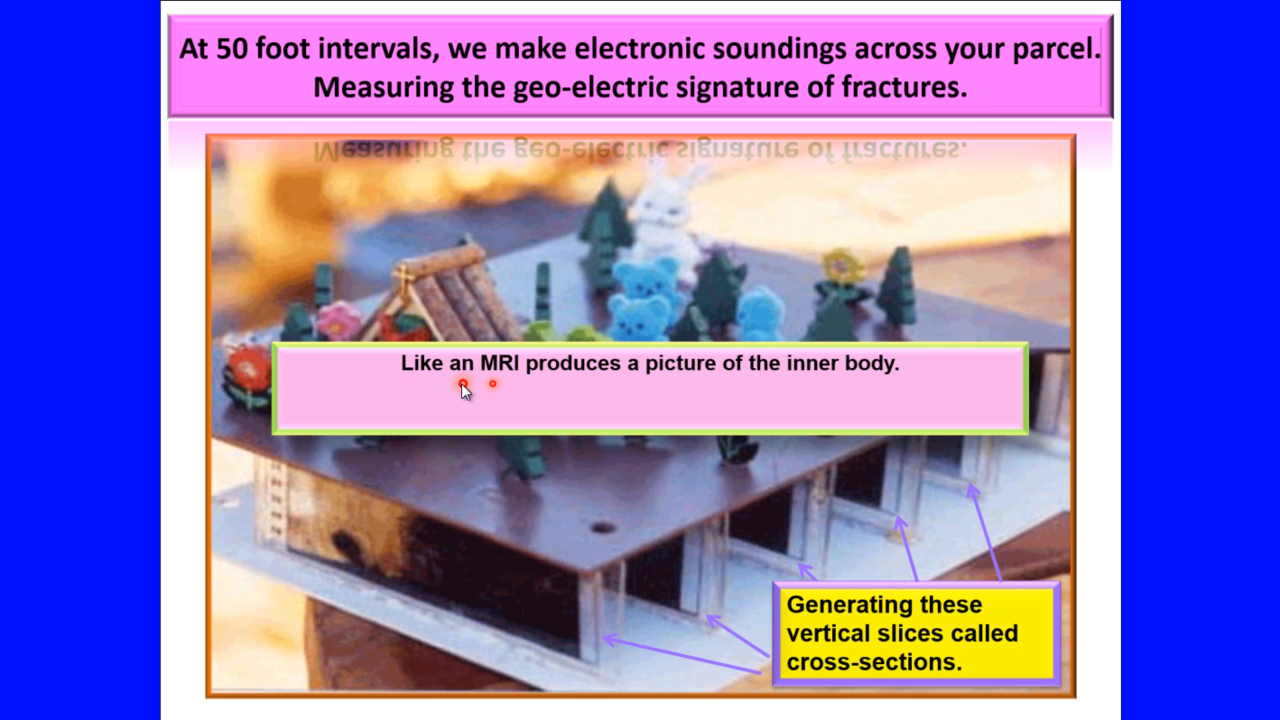 At 50 foot intervals, we make electronic soundings across your parcel.
Measuring the geo-electric signature of fractures.
Measuring the geo-electric signature of fractures.
Like an MRI produces a picture of the inner body.
Generating these
vertical slices called
cross-sections.